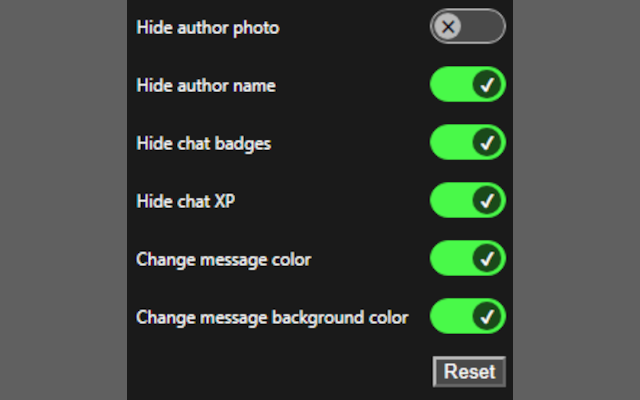 Hide author photo
Hide author name
Hide chat badges
Hide chat XP
Change message color
Change message background color
Reset